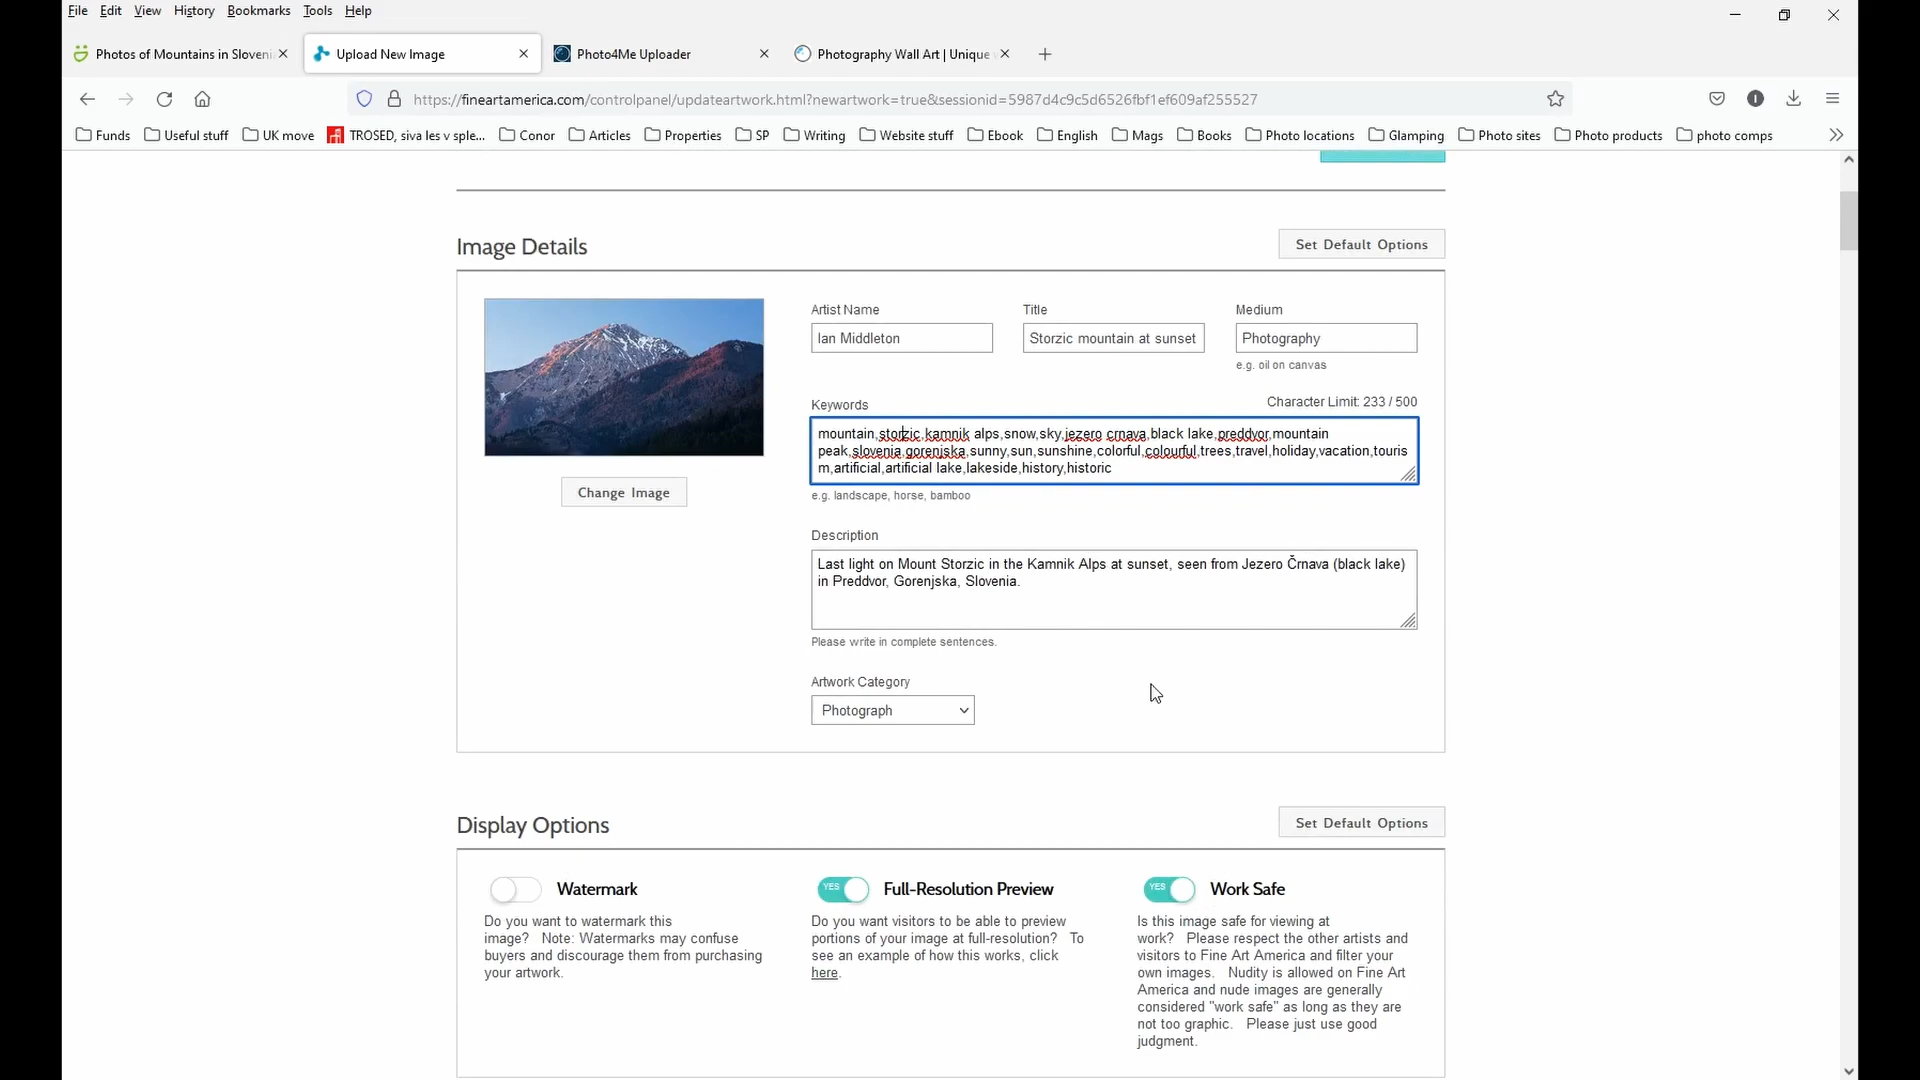 File Edit View History Bookmarks Tools Help
Photos of Mountains in Sloveni
Upload New Image
Photo4Me Uploader
Photography Wall Art | Unique
https://fineartamerica.com/controlpanel/updateartwork.html?newartwork=true&sessionid=5987d4c9c5d6526fbf1ef609af255527
Funds Useful stuff UK move TROSED, siva les v sple... Conor Articles Properties SP Writing Website stuff Ebook English Mags Books Photo locations Glamping Photo sites Photo products photo comps
Image Details
Set Default Options
Artist Name Title Medium
Ian Middleton Storzic mountain at sunset Photography
e.g. oil on canvas
Keywords Character Limit: 233 / 500
mountain,storzic,kamnik alps,snow,sky,jezero crnava,black lake,preddvor,mountain
peak,slovenia,gorenjska,sunny,sun,sunshine,colorful,colourful,trees,travel,holiday,vacation,touris
m,artificial,artificial lake,lakeside,history,historic
Change Image
e.g. landscape, horse, bamboo
Description
Last light on Mount Storzic in the Kamnik Alps at sunset, seen from Jezero Črnava (black lake)
in Preddvor, Gorenjska, Slovenia.
Please write in complete sentences.
Artwork Category
Photograph
Display Options
Set Default Options
Watermark
Do you want to watermark this
image? Note: Watermarks may confuse
buyers and discourage them from purchasing
your artwork.
YES Full-Resolution Preview
Do you want visitors to be able to preview
portions of your image at full-resolution? To
see an example of how this works, click
here.
YES Work Safe
Is this image safe for viewing at
work? Please respect the other artists and
visitors to Fine Art America and filter your
own images. Nudity is allowed on Fine Art
America and nude images are generally
considered "work safe" as long as they are
not too graphic. Please just use good
judgment.